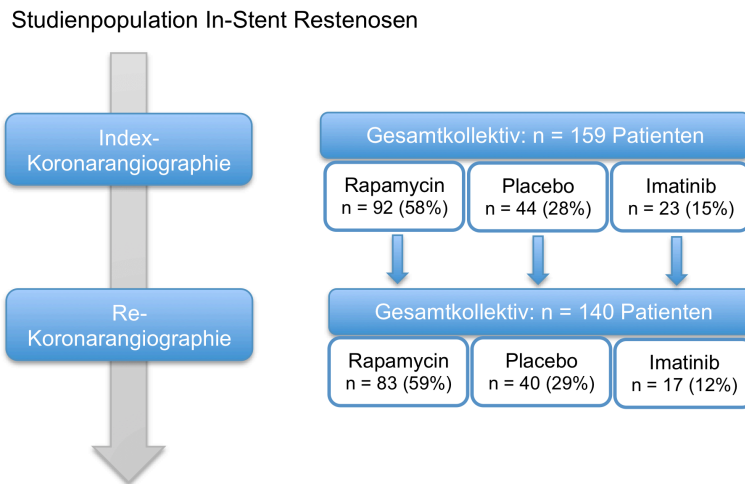 Studienpopulation In-Stent Restenosen
Index-
Koronarangiographie
Gesamtkollektiv: n = 159 Patienten
Rapamycin
n = 92 (58%)
Placebo
n = 44 (28%)
Imatinib
n = 23 (15%)
Re-
Koronarangiographie
Gesamtkollektiv: n = 140 Patienten
Rapamycin
n = 83 (59%)
Placebo
n = 40 (29%)
Imatinib
n = 17 (12%)